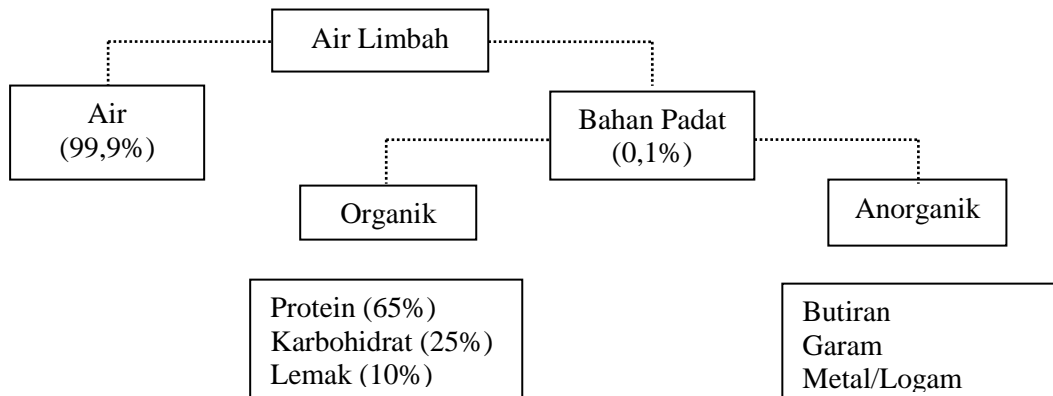 Air Limbah
Air
(99,9%)
Bahan Padat
(0,1%)
Organik
Anorganik
Protein (65%)
Karbohidrat (25%)
Lemak (10%)
Butiran
Garam
Metal/Logam